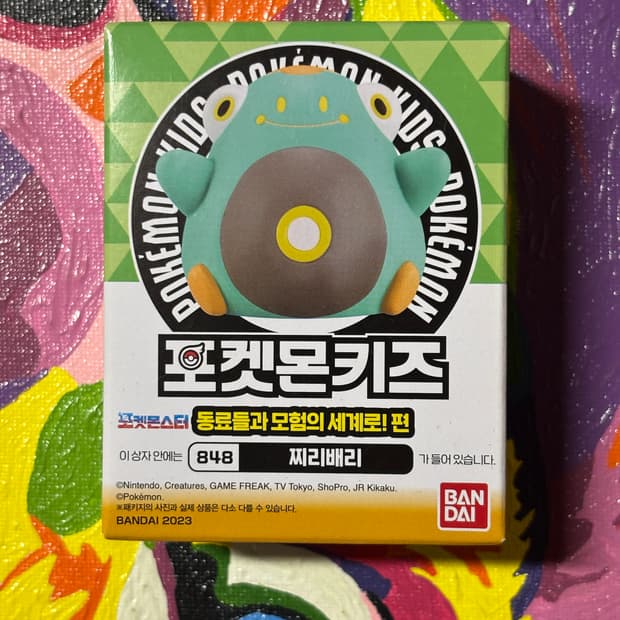 POKÉMON KIDS POKÉMON KIDS POKÉMON
포켓몬키즈
포켓몬스터 동료들과 모험의 세계로! 편
이 상자 안에는 848 찌리배리 가 들어 있습니다.
©Nintendo, Creatures, GAME FREAK, TV Tokyo, ShoPro, JR Kikaku.
©Pokémon.
※패키지의 사진과 실제 상품은 다소 다를 수 있습니다.
BANDAI 2023
BAN
DAI